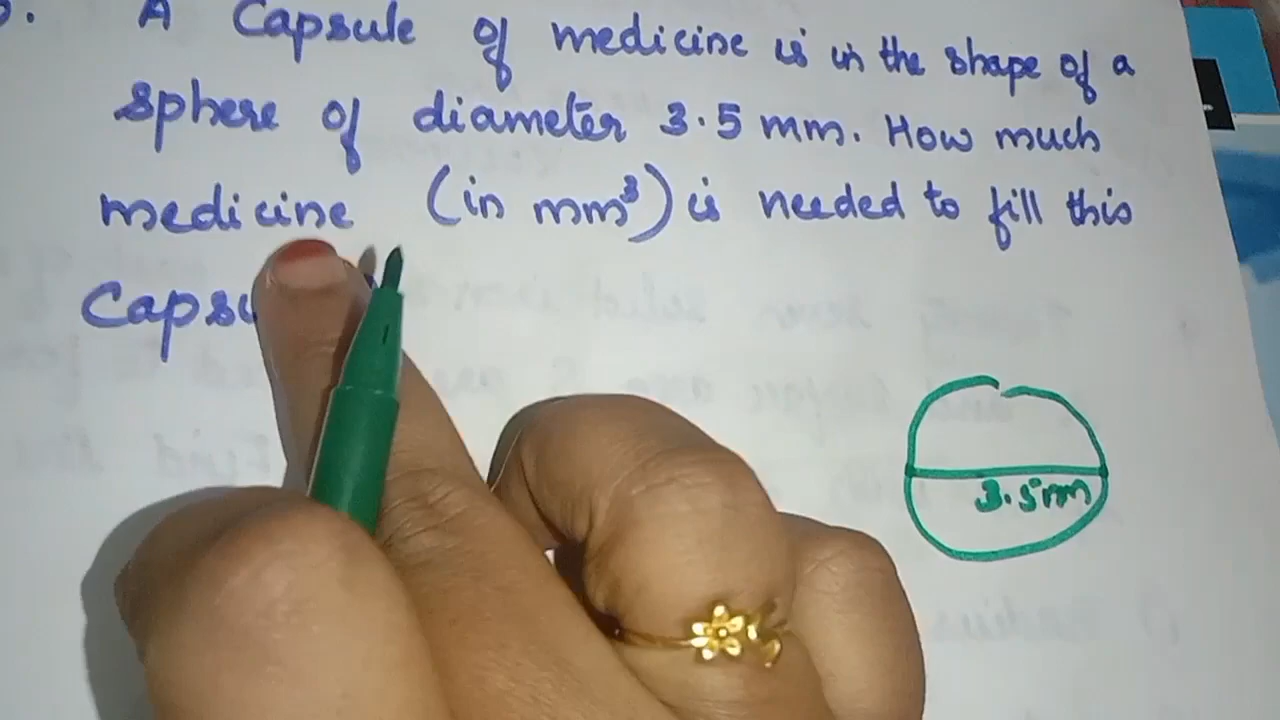 A Capsule of medicine is in the shape of a
sphere of diameter 3.5 mm. How much
medicine (in mm³) is needed to fill this
3.5mm